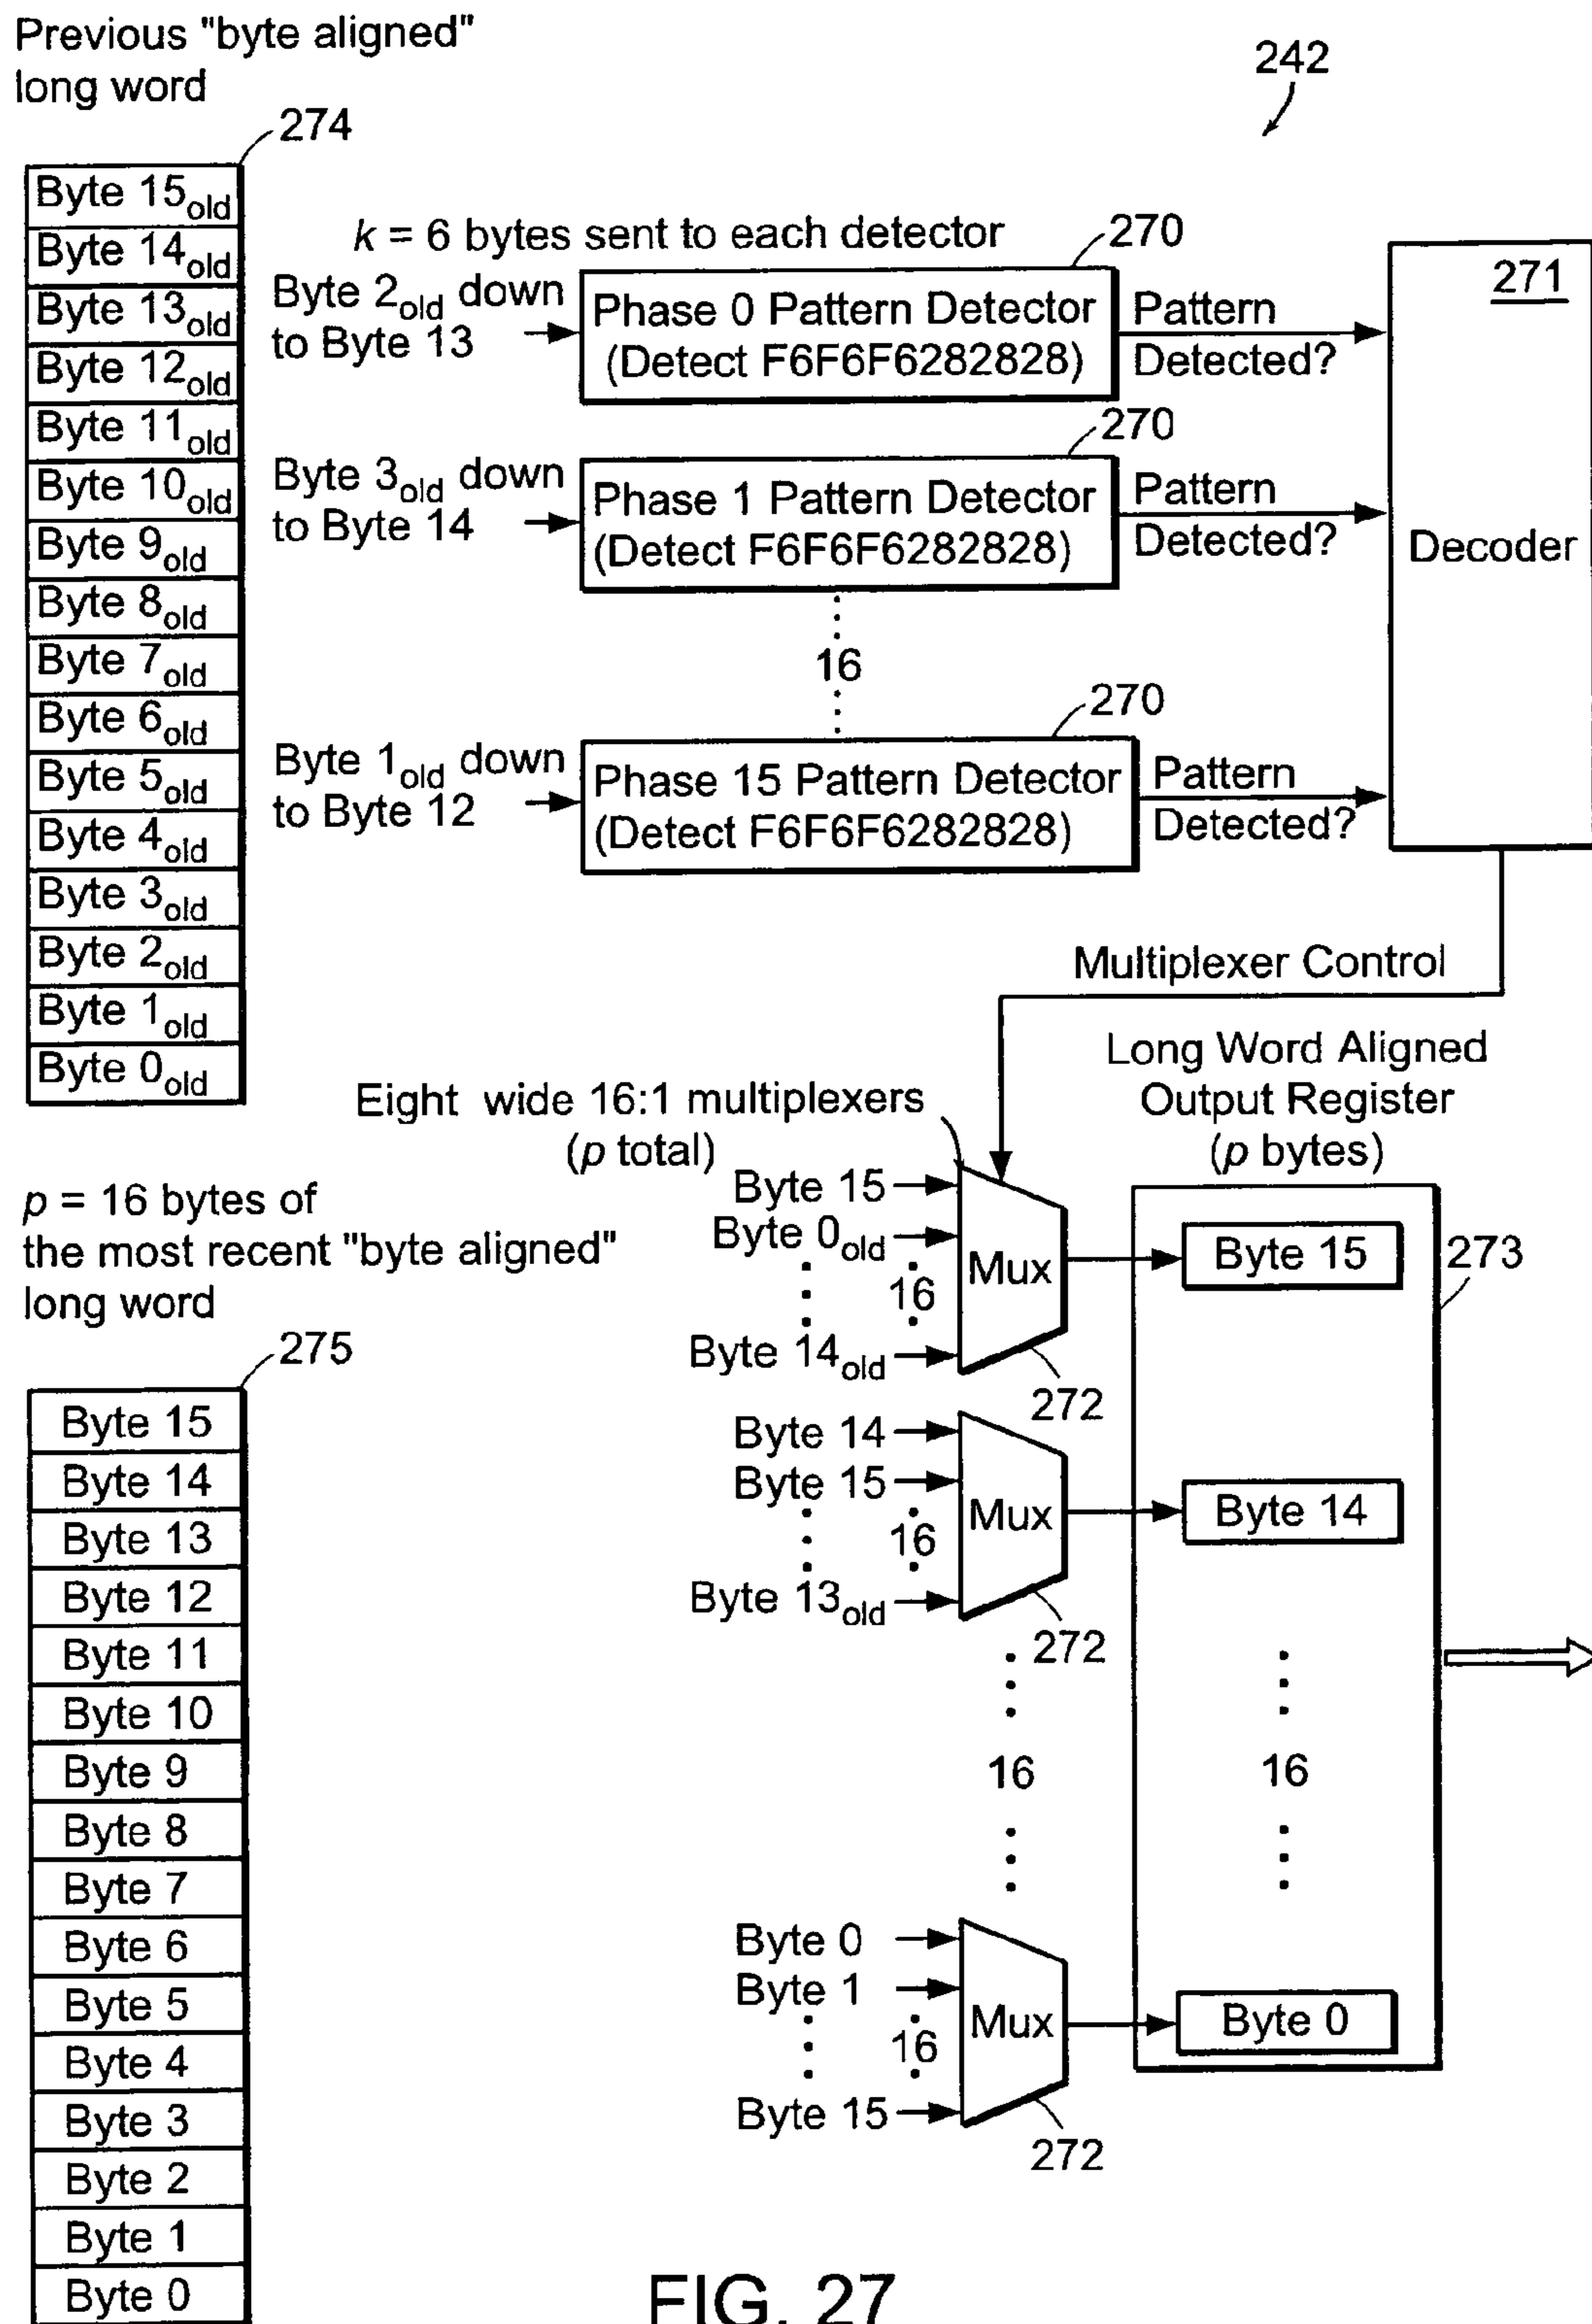 Previous "byte aligned"
long word
242
274
Byte 15old
Byte 14old
Byte 13old
Byte 12old
Byte 11old
Byte 10old
Byte 9old
Byte 8old
Byte 7old
Byte 6old
Byte 5old
Byte 4old
Byte 3old
Byte 2old
Byte 1old
Byte 0old
k = 6 bytes sent to each detector
270
Byte 2old down
to Byte 13
Phase 0 Pattern Detector
(Detect F6F6F6282828)
Pattern
Detected?
270
Byte 3old down
to Byte 14
Phase 1 Pattern Detector
(Detect F6F6F6282828)
Pattern
Detected?
16
270
Byte 1old down
to Byte 12
Phase 15 Pattern Detector
(Detect F6F6F6282828)
Pattern
Detected?
271
Decoder
Multiplexer Control
Long Word Aligned
Output Register
(p bytes)
Eight wide 16:1 multiplexers
(p total)
p = 16 bytes of
the most recent "byte aligned"
long word
275
Byte 15
Byte 14
Byte 13
Byte 12
Byte 11
Byte 10
Byte 9
Byte 8
Byte 7
Byte 6
Byte 5
Byte 4
Byte 3
Byte 2
Byte 1
Byte 0
Byte 15
Byte 0old
16
Byte 14old
Mux
272
Byte 15
273
Byte 14
Byte 15
16
Byte 13old
Mux
272
Byte 14
16
16
Byte 0
Byte 1
16
Byte 15
Mux
272
Byte 0
FIG. 27